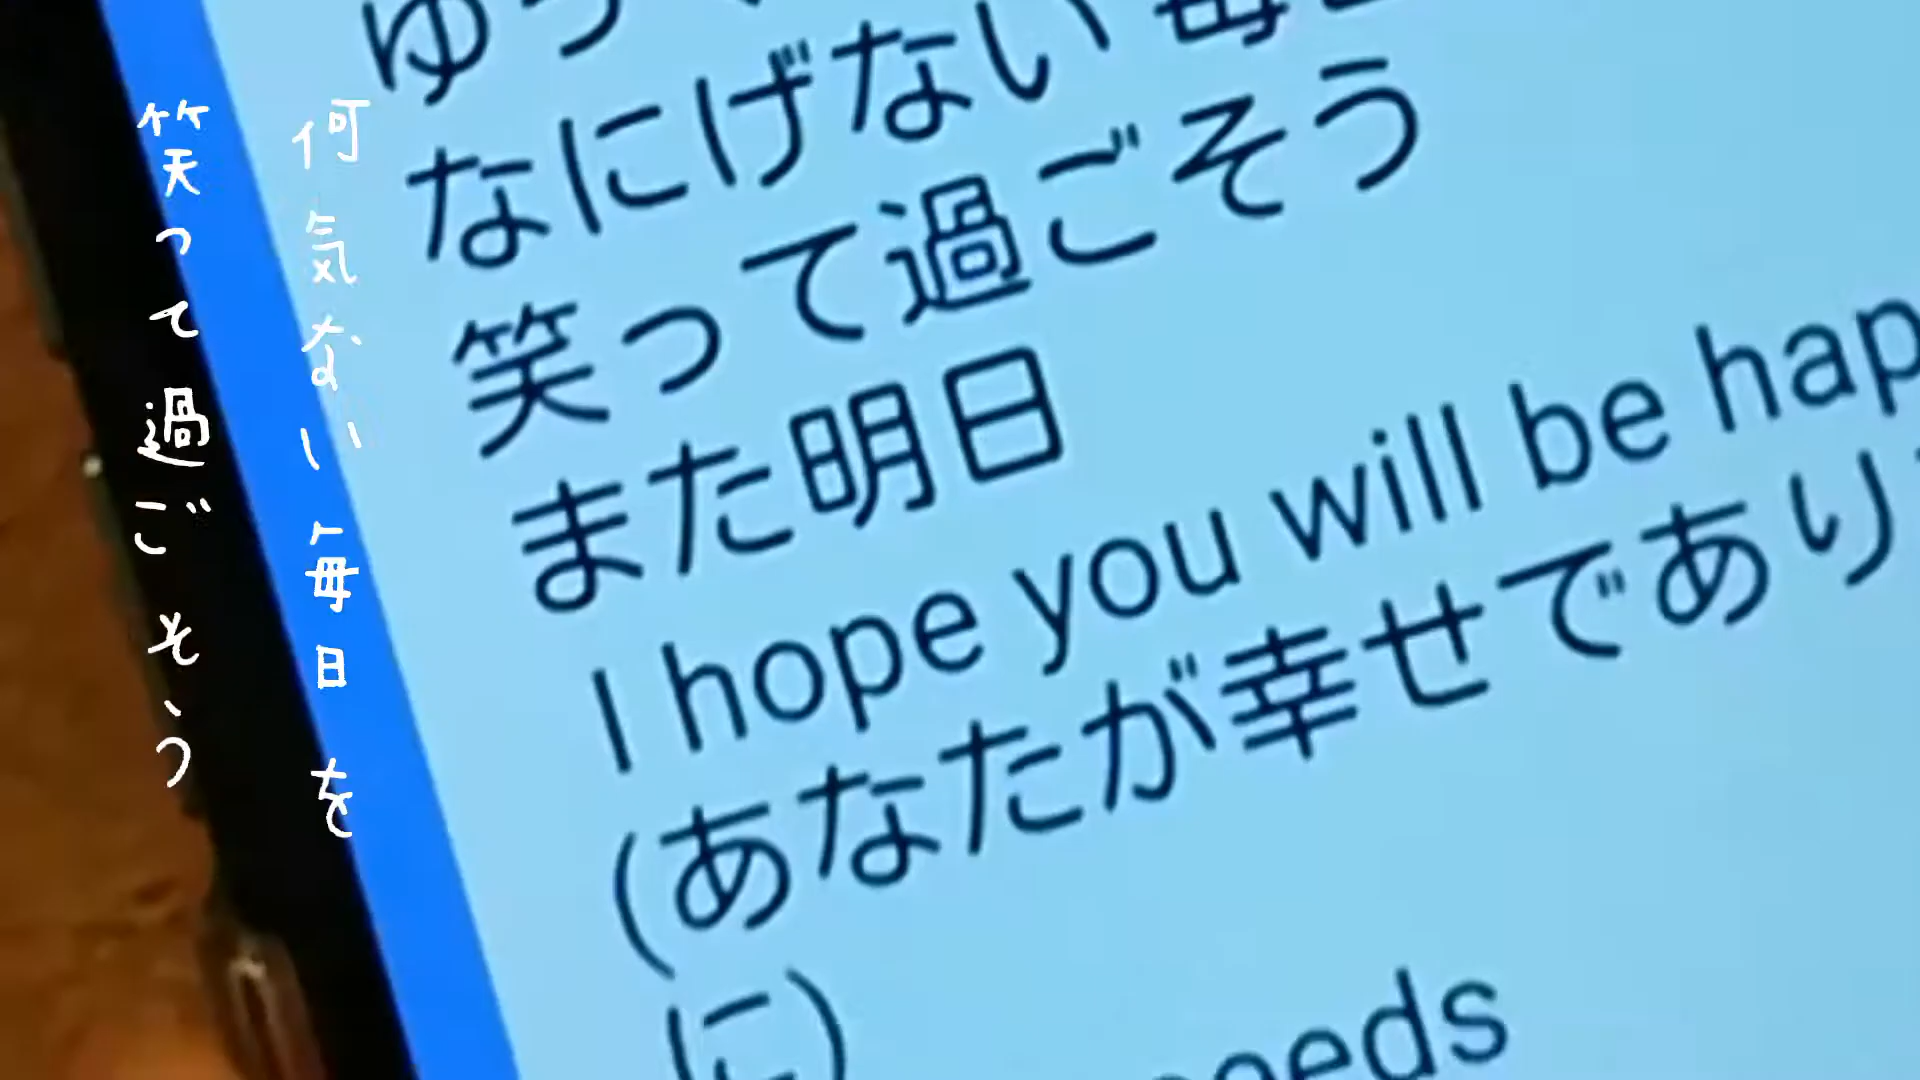 何気ない毎日を
笑って過ごそう
なにげない毎
笑って過ごそう
また明日
I hope you will be
(あなたが幸せであり
に)